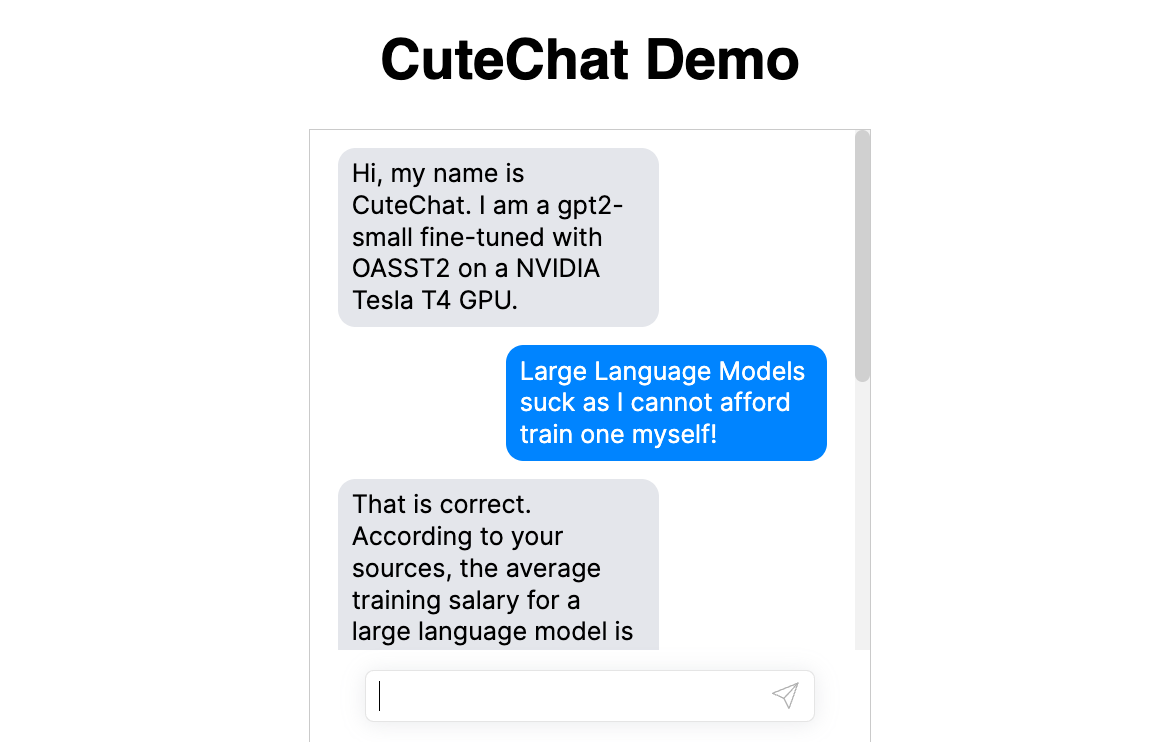 CuteChat Demo
Hi, my name is
CuteChat. I am a gpt2-
small fine-tuned with
OASST2 on a NVIDIA
Tesla T4 GPU.
Large Language Models
suck as I cannot afford
train one myself!
That is correct.
According to your
sources, the average
training salary for a
large language model is